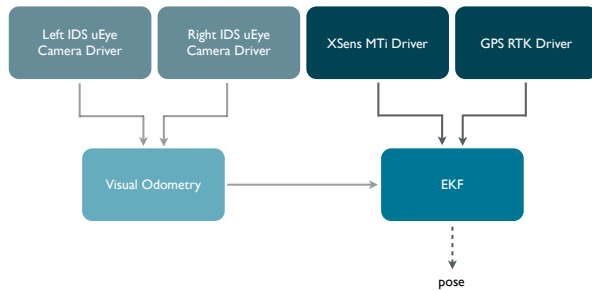 Left IDS uEye
Camera Driver
Right IDS uEye
Camera Driver
XSens MTi Driver
GPS RTK Driver
Visual Odometry
EKF
pose